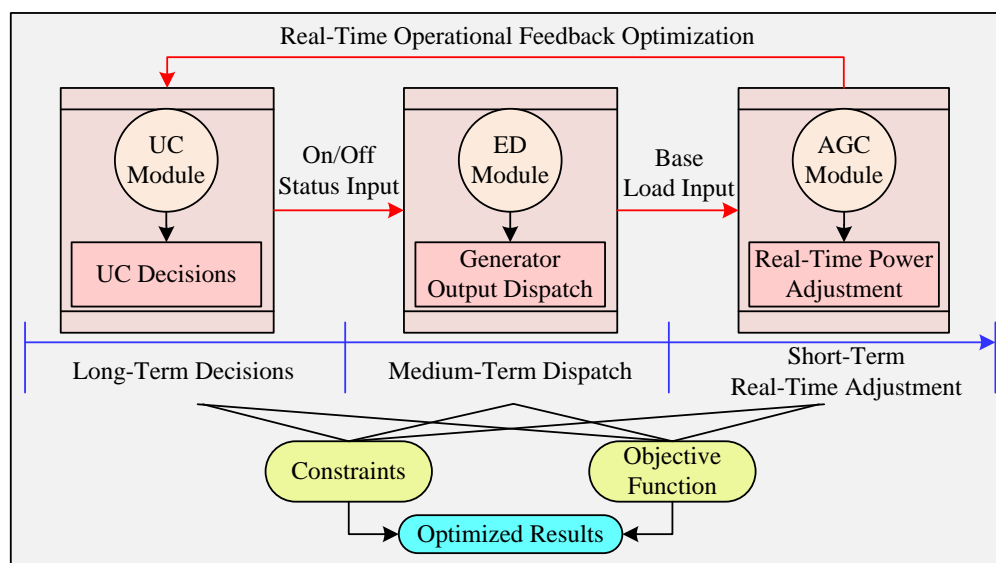 Real-Time Operational Feedback Optimization
UC
Module
On/Off
Status Input
ED
Module
Base
Load Input
AGC
Module
UC Decisions
Generator
Output Dispatch
Real-Time Power
Adjustment
Long-Term Decisions
Medium-Term Dispatch
Short-Term
Real-Time Adjustment
Constraints
Objective
Function
Optimized Results